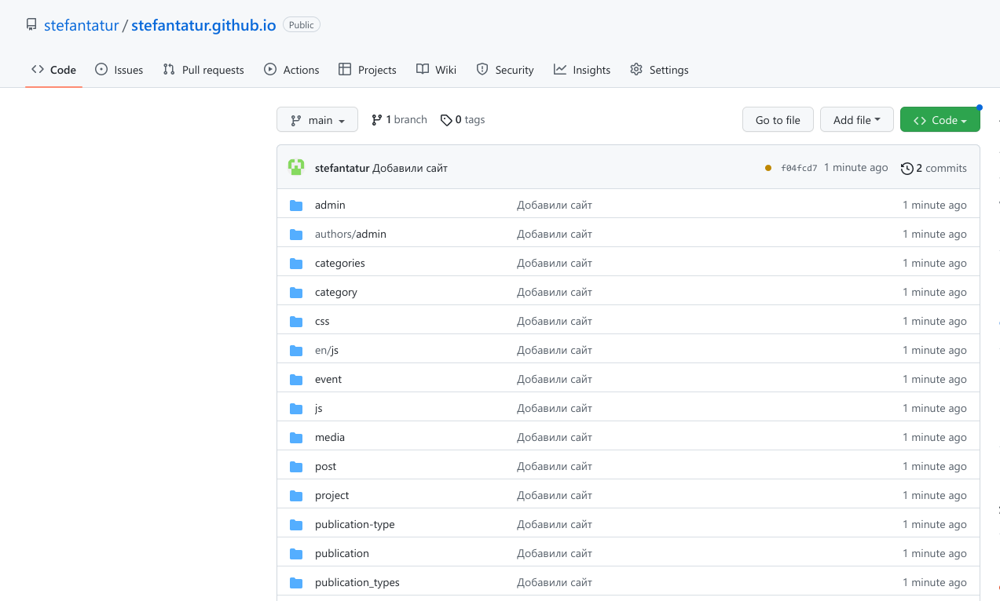 stefantatur / stefantatur.github.io Public
Code Issues Pull requests Actions Projects Wiki Security Insights Settings
main 1 branch 0 tags Go to file Add file Code
stefantatur Добавили сайт f04fcd7 1 minute ago 2 commits
admin Добавили сайт 1 minute ago
authors/admin Добавили сайт 1 minute ago
categories Добавили сайт 1 minute ago
category Добавили сайт 1 minute ago
css Добавили сайт 1 minute ago
en/js Добавили сайт 1 minute ago
event Добавили сайт 1 minute ago
js Добавили сайт 1 minute ago
media Добавили сайт 1 minute ago
post Добавили сайт 1 minute ago
project Добавили сайт 1 minute ago
publication-type Добавили сайт 1 minute ago
publication Добавили сайт 1 minute ago
publication_types Добавили сайт 1 minute ago